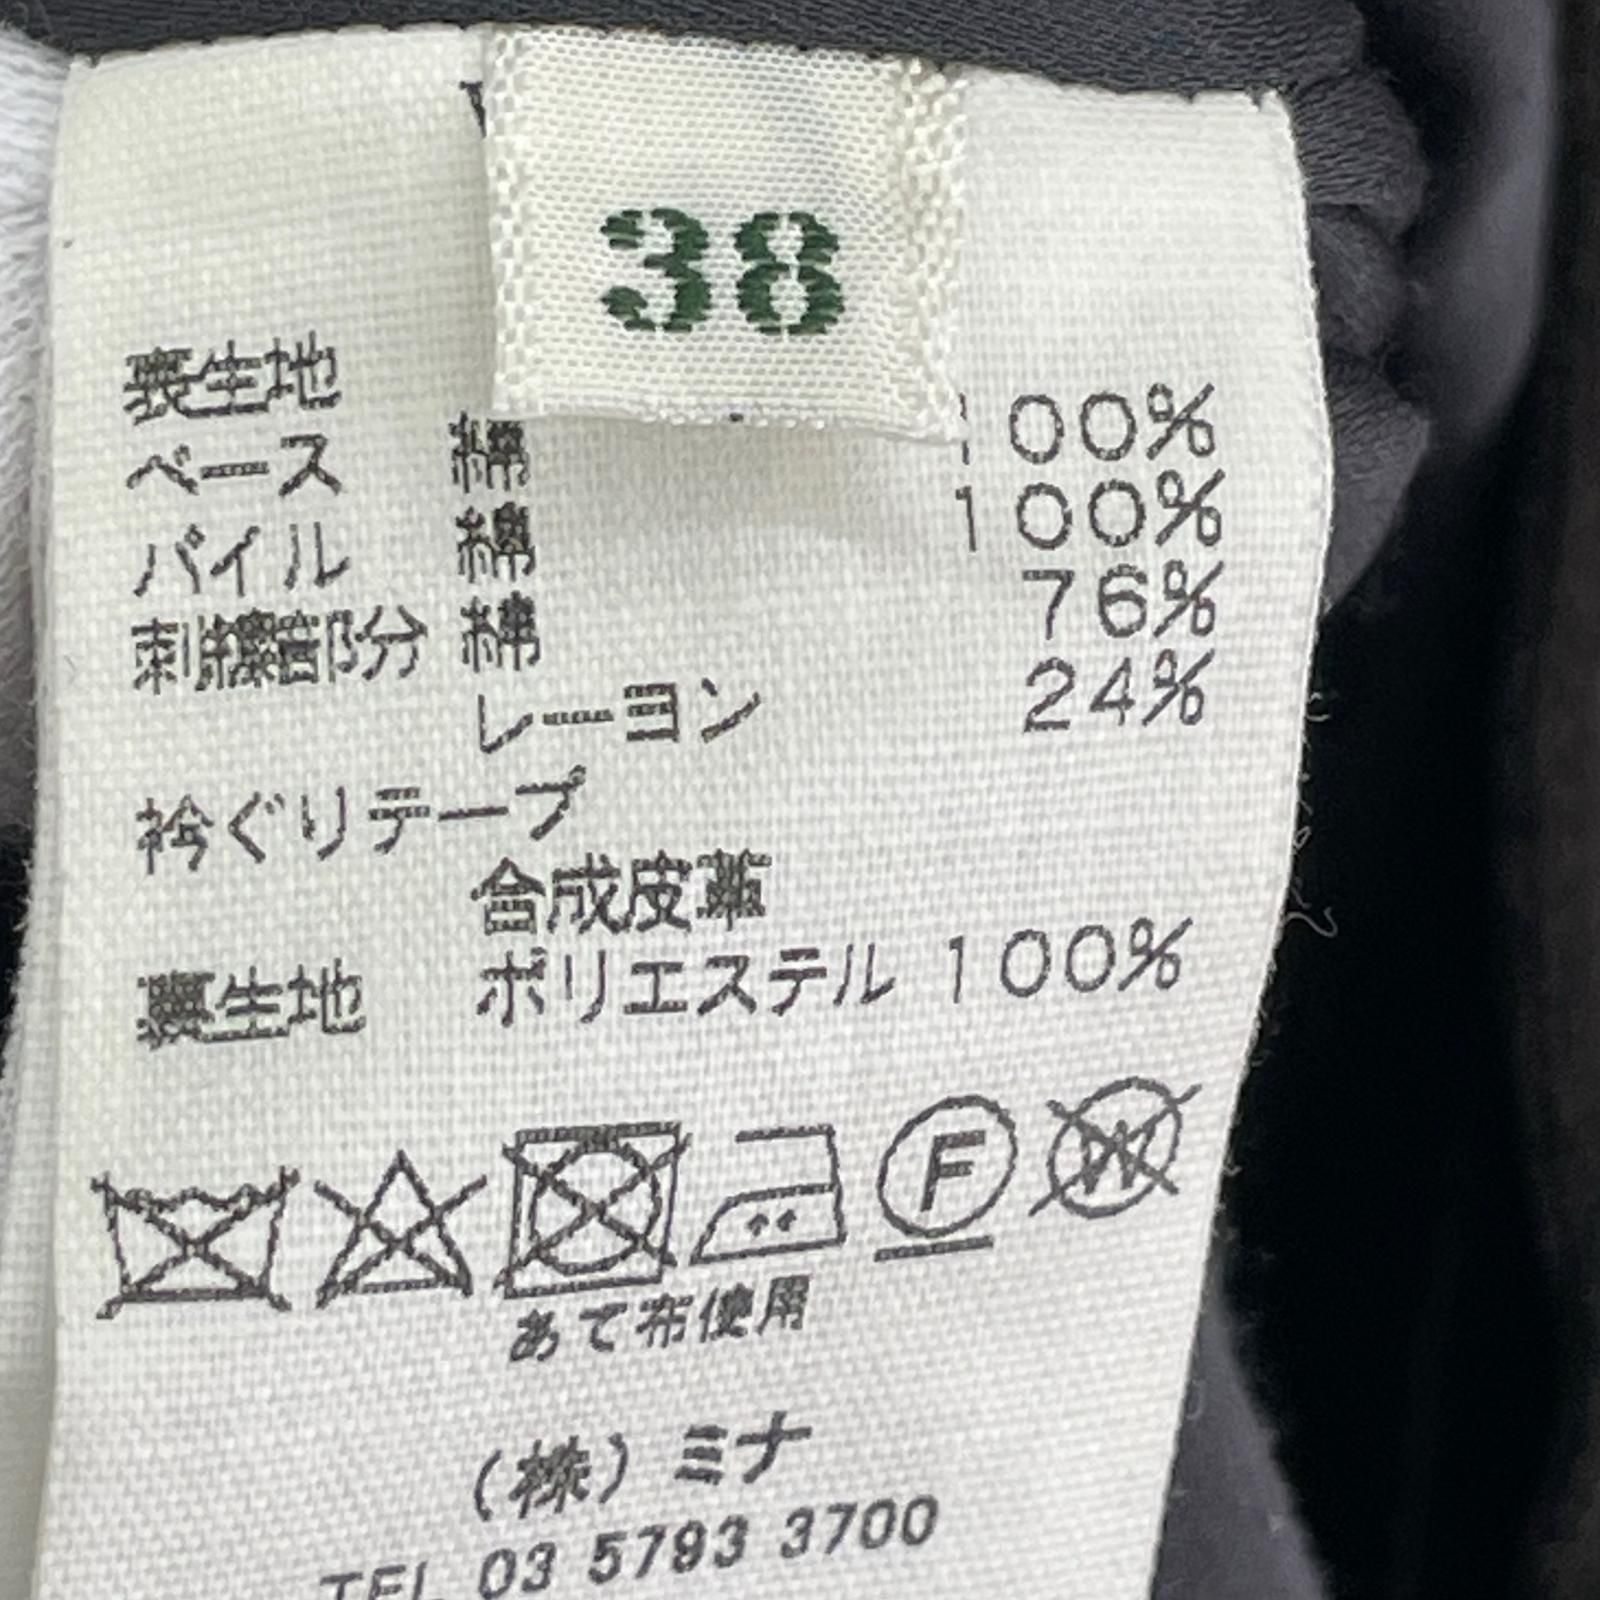 38
表生地
ベース 綿 100%
パイル 綿 100%
刺繍部分 綿 76%
レーヨン 24%
衿ぐりテープ
合成皮革
裏生地 ポリエステル 100%
F W
あて布使用
(株) ミナ
TEL 03 5793 3700